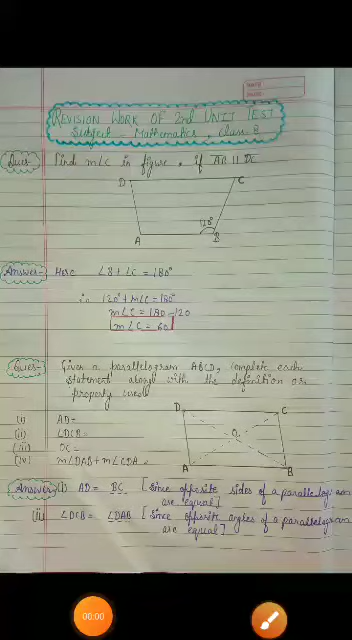 REVISION WORK OF 2nd UNIT TEST
Subject - Mathematics, Class 8
Ques- Find m∠C in figure, if AB || DC
D C
120°
A B
Answer- Here ∠B + ∠C = 180°
∴ 120° + m∠C = 180°
m∠C = 180 - 120
m∠C = 60
Ques- Given a parallelogram ABCD, complete each
statement along with the definition or
property used
(i) AD =
(ii) ∠DCB =
(iii) OC =
(iv) m∠DAB + m∠CDA =
D C
O
A B
Answer (i) AD = BC [Since opposite sides of a parallelogram
are equal]
(ii) ∠DCB = ∠DAB [Since opposite angles of a parallelogram
are equal]
00:00